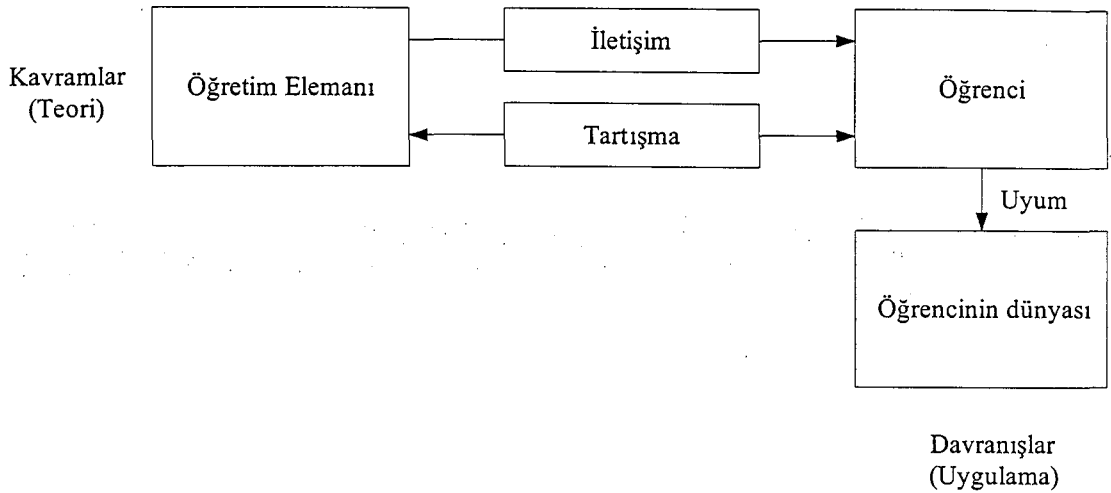 İletişim
Kavramlar
(Teori)
Öğretim Elemanı
Öğrenci
Tartışma
Uyum
Öğrencinin dünyası
Davranışlar
(Uygulama)